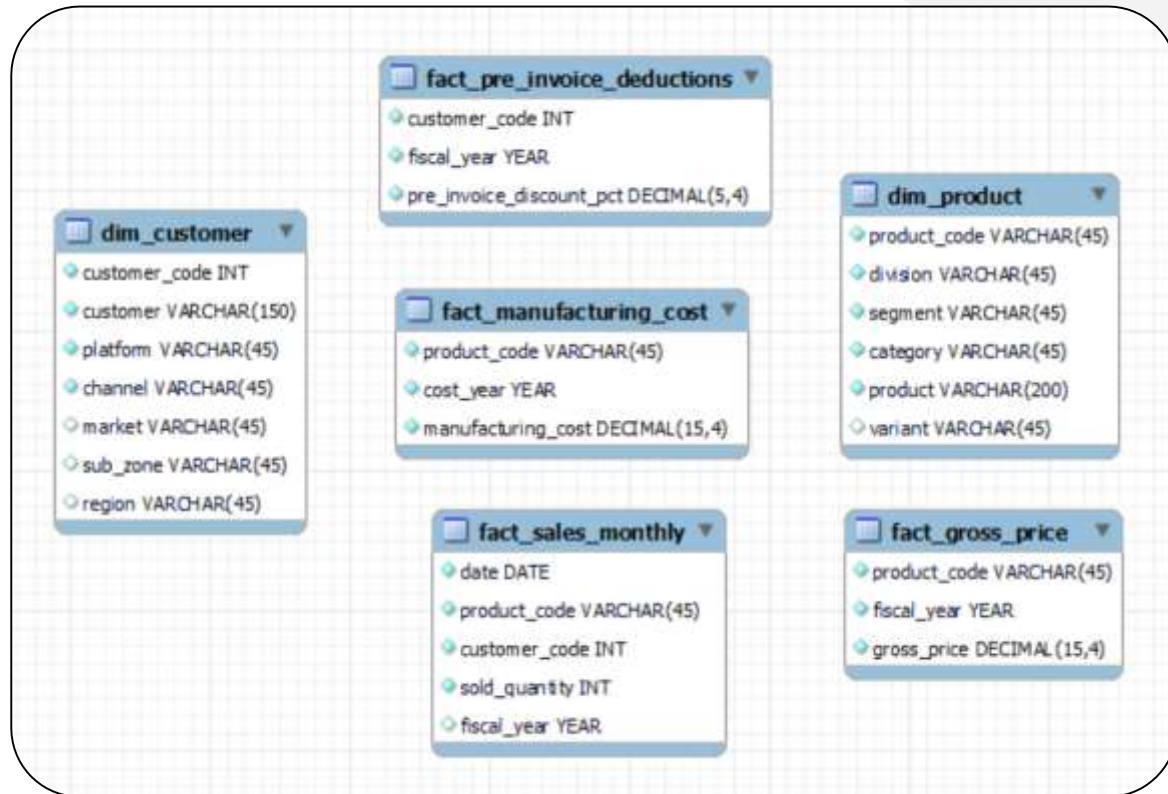 fact_pre_invoice_deductions
customer_code INT
fiscal_year YEAR
pre_invoice_discount_pct DECIMAL(5,4)
dim_customer
customer_code INT
customer VARCHAR(150)
platform VARCHAR(45)
channel VARCHAR(45)
market VARCHAR(45)
sub_zone VARCHAR(45)
region VARCHAR(45)
fact_manufacturing_cost
product_code VARCHAR(45)
cost_year YEAR
manufacturing_cost DECIMAL(15,4)
dim_product
product_code VARCHAR(45)
division VARCHAR(45)
segment VARCHAR(45)
category VARCHAR(45)
product VARCHAR(200)
variant VARCHAR(45)
fact_sales_monthly
date DATE
product_code VARCHAR(45)
customer_code INT
sold_quantity INT
fiscal_year YEAR
fact_gross_price
product_code VARCHAR(45)
fiscal_year YEAR
gross_price DECIMAL(15,4)